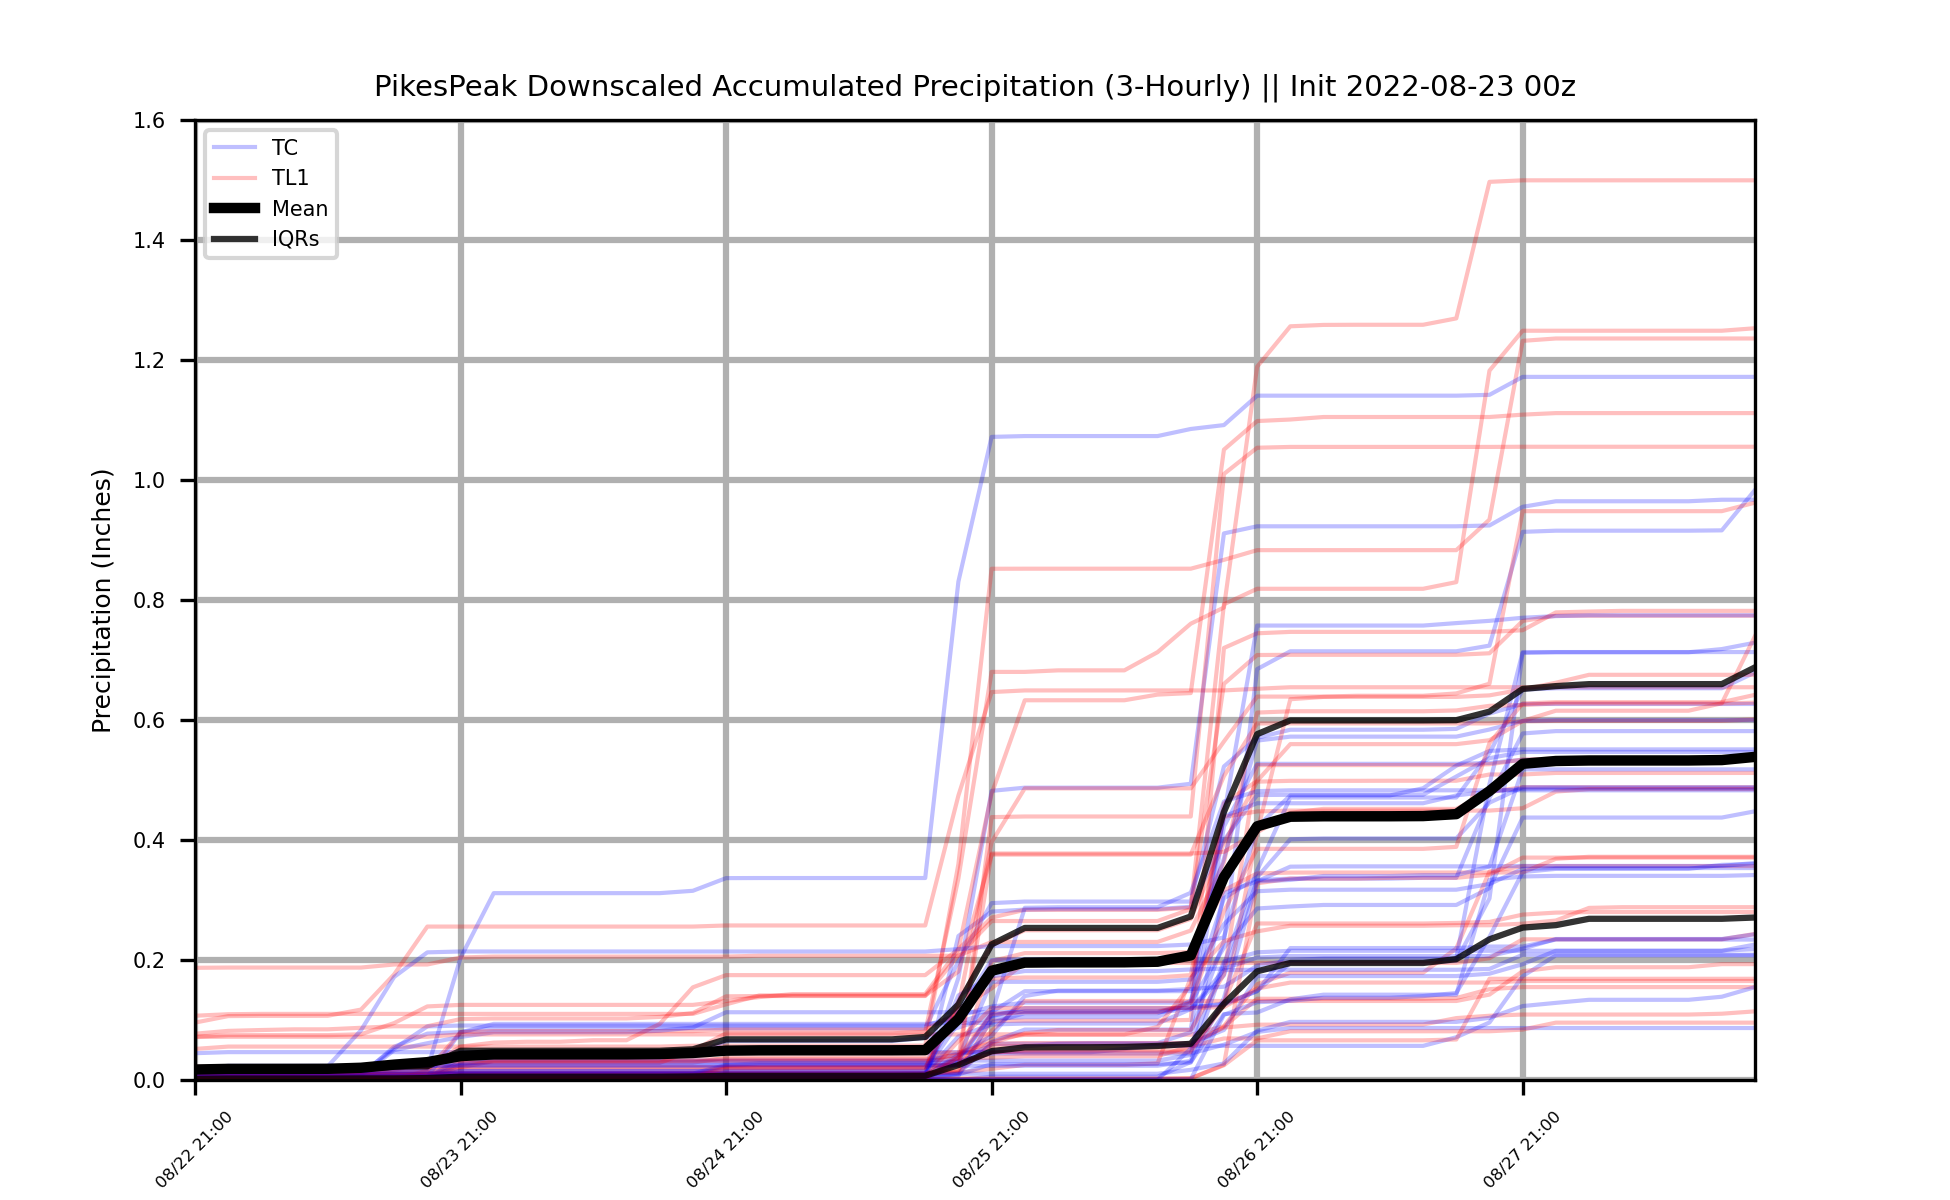 PikesPeak Downscaled Accumulated Precipitation (3-Hourly) || Init 2022-08-23 00z
TC
TL1
Mean
IQRs
Precipitation (Inches)
1.6
1.4
1.2
1.0
0.8
0.6
0.4
0.2
0.0
08/22 21:00
08/23 21:00
08/24 21:00
08/25 21:00
08/26 21:00
08/27 21:00